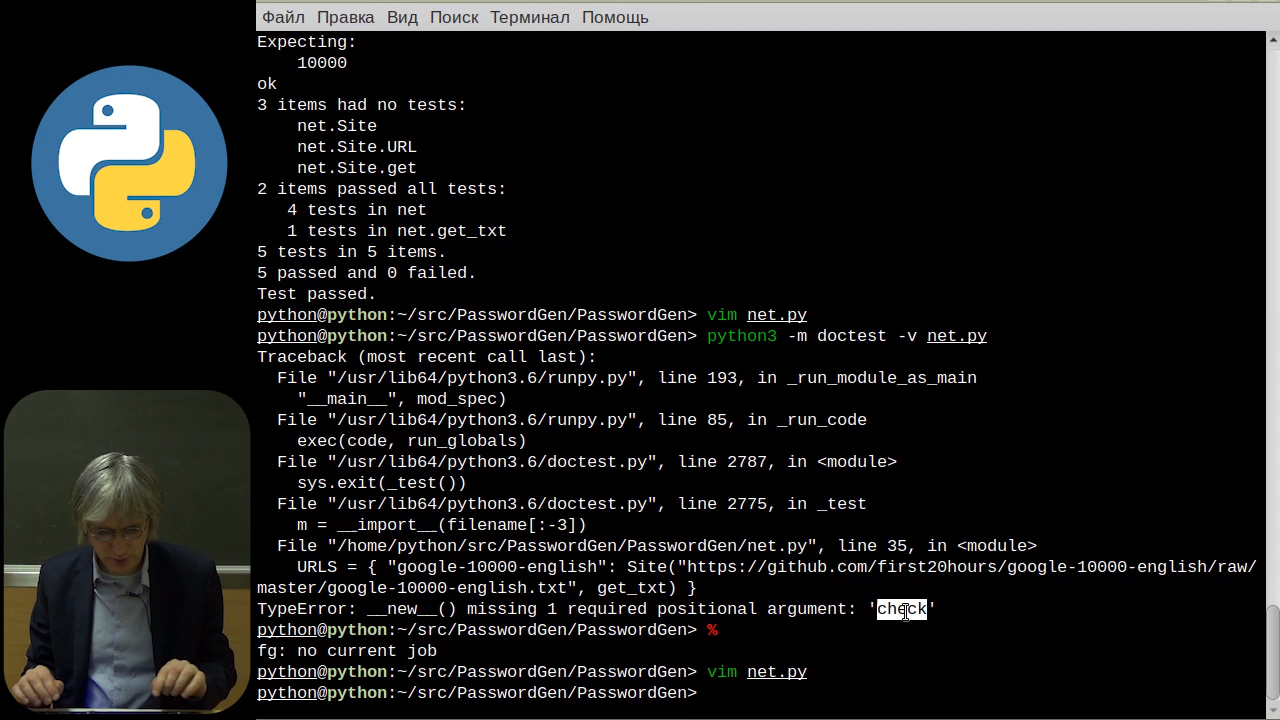 Файл Правка Вид Поиск Терминал Помощь
Expecting:
    10000
ok
3 items had no tests:
    net.Site
    net.Site.URL
    net.Site.get
2 items passed all tests:
   4 tests in net
   1 tests in net.get_txt
5 tests in 5 items.
5 passed and 0 failed.
Test passed.
python@python:~/src/PasswordGen/PasswordGen> vim net.py
python@python:~/src/PasswordGen/PasswordGen> python3 -m doctest -v net.py
Traceback (most recent call last):
  File "/usr/lib64/python3.6/runpy.py", line 193, in _run_module_as_main
    "__main__", mod_spec)
  File "/usr/lib64/python3.6/runpy.py", line 85, in _run_code
    exec(code, run_globals)
  File "/usr/lib64/python3.6/doctest.py", line 2787, in <module>
    sys.exit(_test())
  File "/usr/lib64/python3.6/doctest.py", line 2775, in _test
    m = __import__(filename[:-3])
  File "/home/python/src/PasswordGen/PasswordGen/net.py", line 35, in <module>
    URLS = { "google-10000-english": Site("https://github.com/first20hours/google-10000-english/raw/
master/google-10000-english.txt", get_txt) }
TypeError: __new__() missing 1 required positional argument: 'check'
python@python:~/src/PasswordGen/PasswordGen> %
fg: no current job
python@python:~/src/PasswordGen/PasswordGen> vim net.py
python@python:~/src/PasswordGen/PasswordGen>